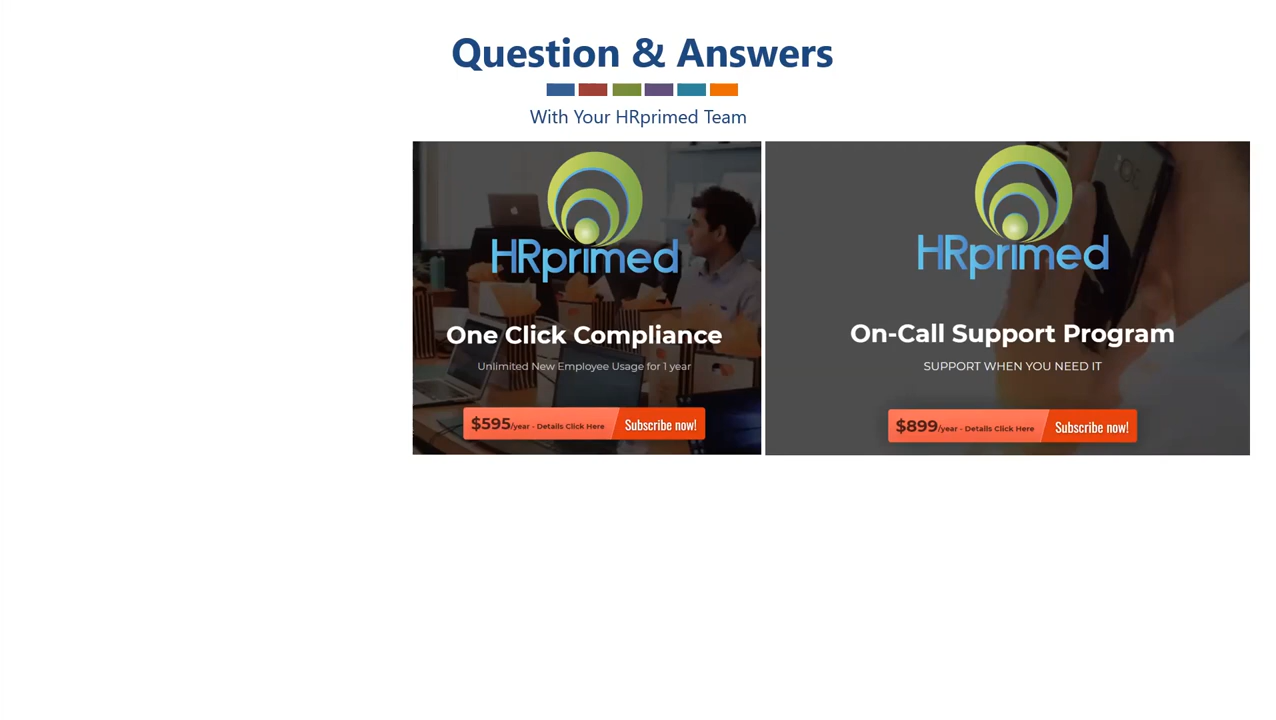 Question & Answers
With Your HRprimed Team
HRprimed
One Click Compliance
Unlimited New Employee Usage for 1 year
$595/year - Details Click Here
Subscribe now!
HRprimed
On-Call Support Program
SUPPORT WHEN YOU NEED IT
$899/year - Details Click Here
Subscribe now!